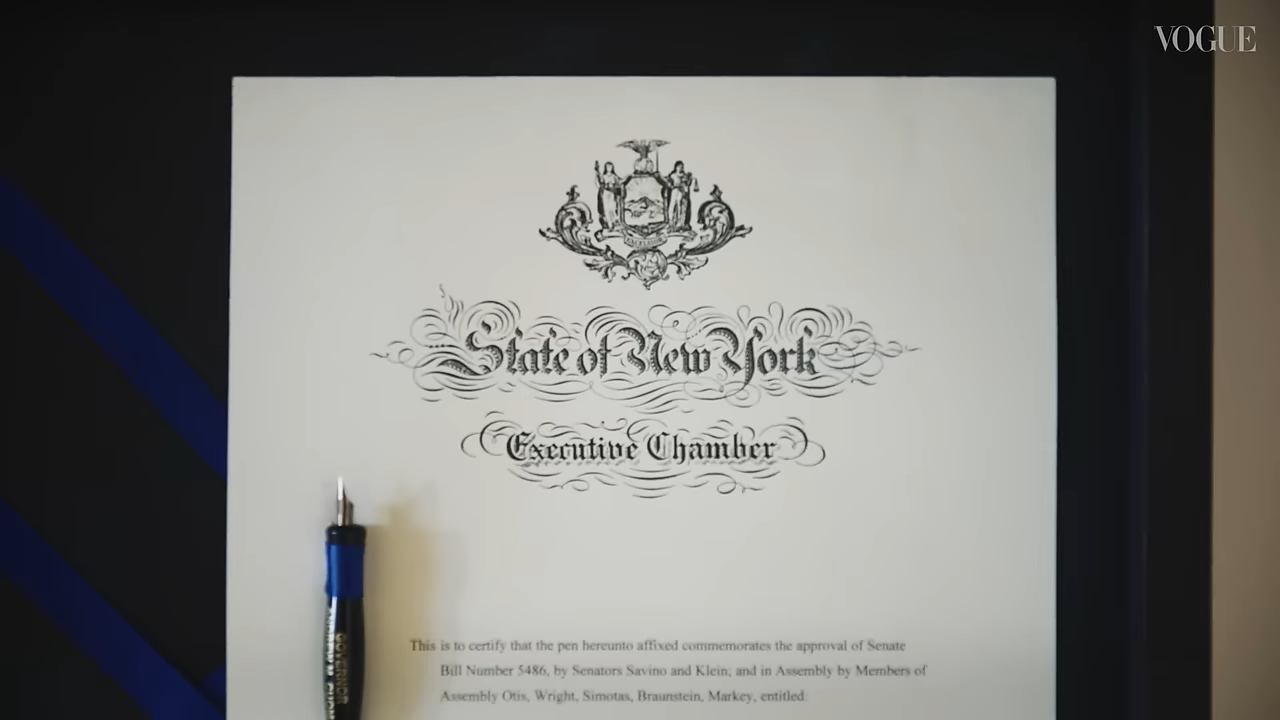 VOGUE
EXCELSIOR
State of New York
Executive Chamber
GOVERNOR
This is to certify that the pen hereunto affixed commemorates the approval of Senate
Bill Number 5486, by Senators Savino and Klein; and in Assembly by Members of
Assembly Otis, Wright, Simotas, Braunstein, Markey, entitled